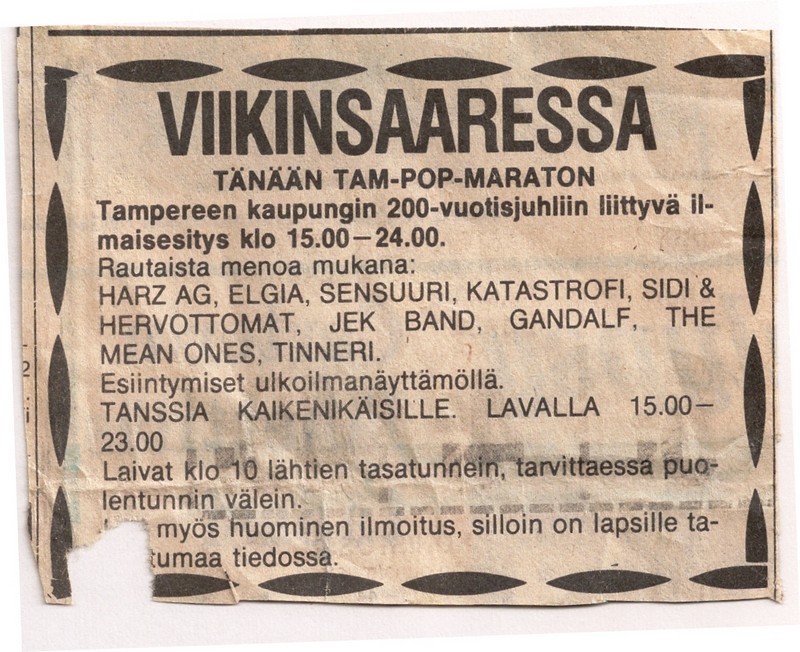 VIIKINSAARESSA
TÄNÄÄN TAM-POP-MARATON
Tampereen kaupungin 200-vuotisjuhliin liittyvä il-
maisesitys klo 15.00—24.00.
Rautaista menoa mukana:
HARZ AG, ELGIA, SENSUURI, KATASTROFI, SIDI &
HERVOTTOMAT, JEK BAND, GANDALF, THE
MEAN ONES, TINNERI.
Esiintymiset ulkoilmanäyttämöllä.
TANSSIA KAIKENIKÄISILLE. LAVALLA 15.00—
23.00
Laivat klo 10 lähtien tasatunnein, tarvittaessa puo-
lentunnin välein.
myös huominen ilmoitus, silloin on lapsille ta-
tumaa tiedossa.